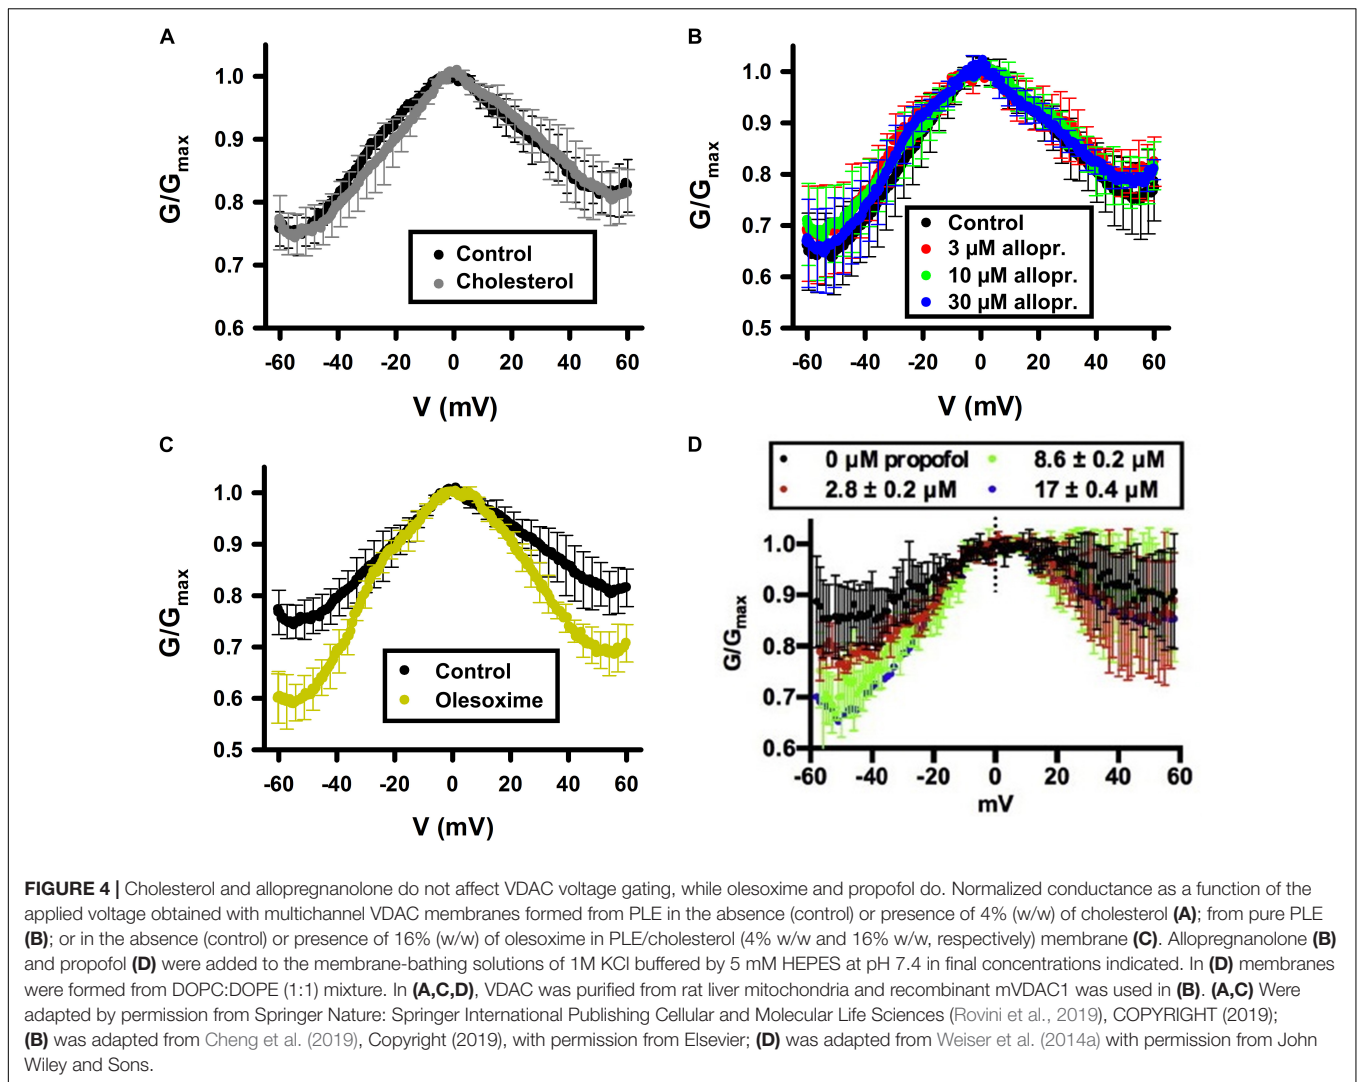 A
1.0
0.9
0.8
0.7
0.6
G/Gmax
-60 -40 -20 0 20 40 60
V (mV)
Control
Cholesterol
B
1.0
0.9
0.8
0.7
0.6
0.5
G/Gmax
-60 -40 -20 0 20 40 60
V (mV)
Control
3 µM allopr.
10 µM allopr.
30 µM allopr.
C
1.0
0.9
0.8
0.7
0.6
0.5
G/Gmax
-60 -40 -20 0 20 40 60
V (mV)
Control
Olesoxime
D
0 µM propofol 8.6 ± 0.2 µM
2.8 ± 0.2 µM 17 ± 0.4 µM
1.0
0.9
0.8
0.7
0.6
G/Gmax
-60 -40 -20 0 20 40 60
mV
FIGURE 4 | Cholesterol and allopregnanolone do not affect VDAC voltage gating, while olesoxime and propofol do. Normalized conductance as a function of the
applied voltage obtained with multichannel VDAC membranes formed from PLE in the absence (control) or presence of 4% (w/w) of cholesterol (A); from pure PLE
(B); or in the absence (control) or presence of 16% (w/w) of olesoxime in PLE/cholesterol (4% w/w and 16% w/w, respectively) membrane (C). Allopregnanolone (B)
and propofol (D) were added to the membrane-bathing solutions of 1M KCl buffered by 5 mM HEPES at pH 7.4 in final concentrations indicated. In (D) membranes
were formed from DOPC:DOPE (1:1) mixture. In (A,C,D), VDAC was purified from rat liver mitochondria and recombinant mVDAC1 was used in (B). (A,C) Were
adapted by permission from Springer Nature: Springer International Publishing Cellular and Molecular Life Sciences (Rovini et al., 2019), COPYRIGHT (2019);
(B) was adapted from Cheng et al. (2019), Copyright (2019), with permission from Elsevier; (D) was adapted from Weiser et al. (2014a) with permission from John
Wiley and Sons.